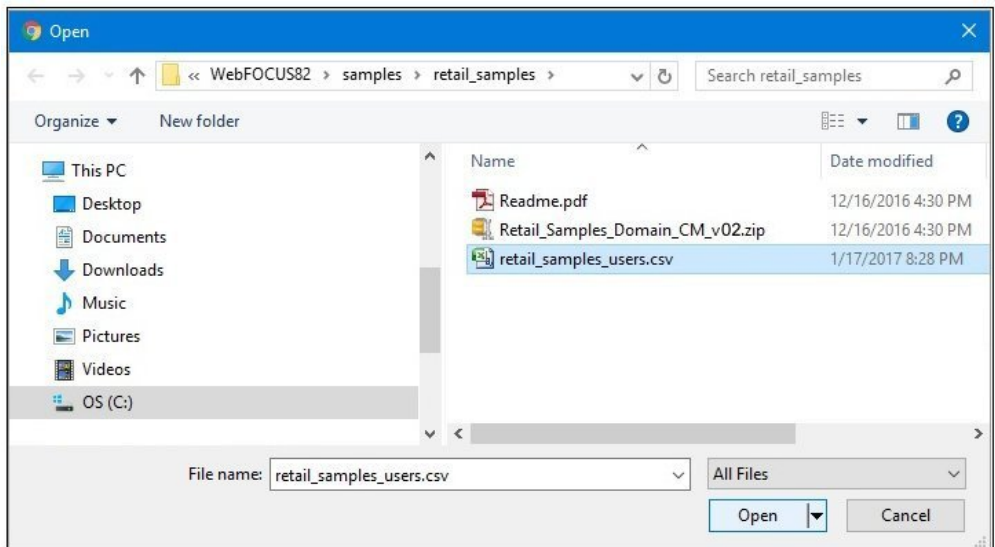 Open
« WebFOCUS82 › samples › retail_samples ›
Search retail_samples
Organize
New folder
Name
Date modified
This PC
Desktop
Documents
Downloads
Music
Pictures
Videos
OS (C:)
Readme.pdf 12/16/2016 4:30 PM
Retail_Samples_Domain_CM_v02.zip 12/16/2016 4:30 PM
retail_samples_users.csv 1/17/2017 8:28 PM
File name: retail_samples_users.csv
All Files
Open
Cancel